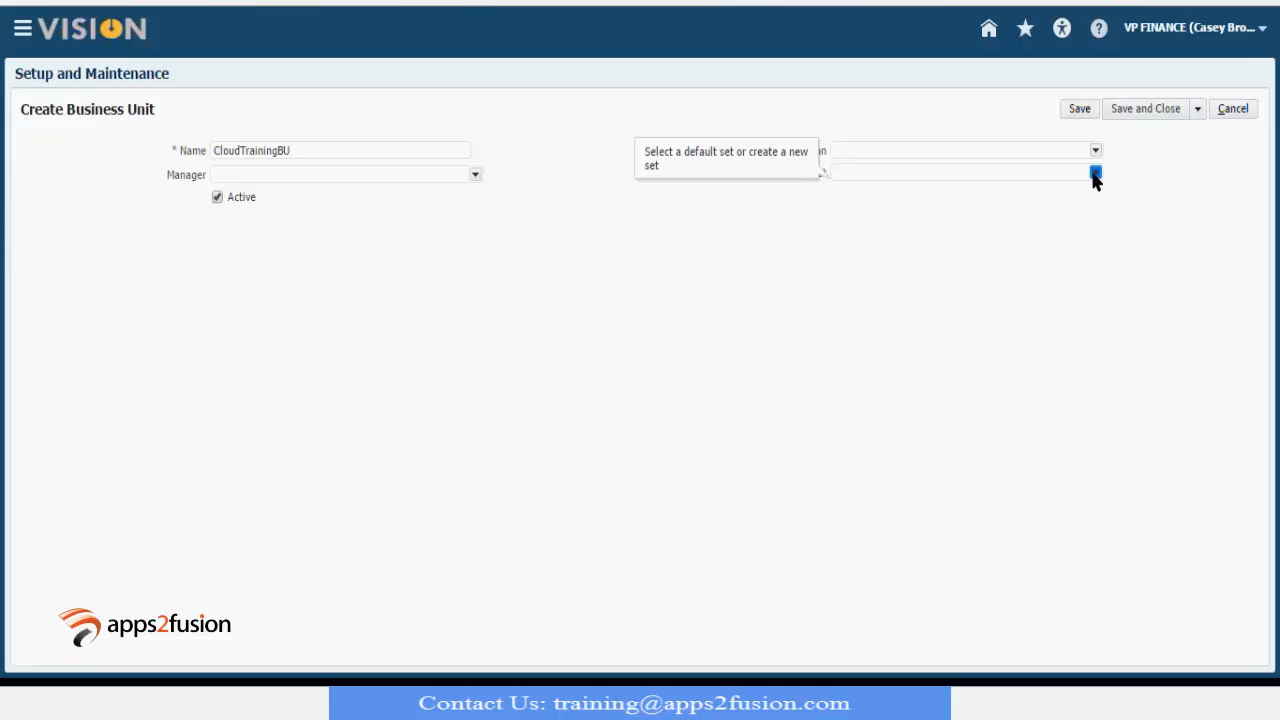 VISION
VP FINANCE (Casey Bro...
Setup and Maintenance
Create Business Unit
Save
Save and Close
Cancel
* Name CloudTrainingBU
Select a default set or create a new
set
Manager
Active
apps2fusion
Contact Us: training@apps2fusion.com